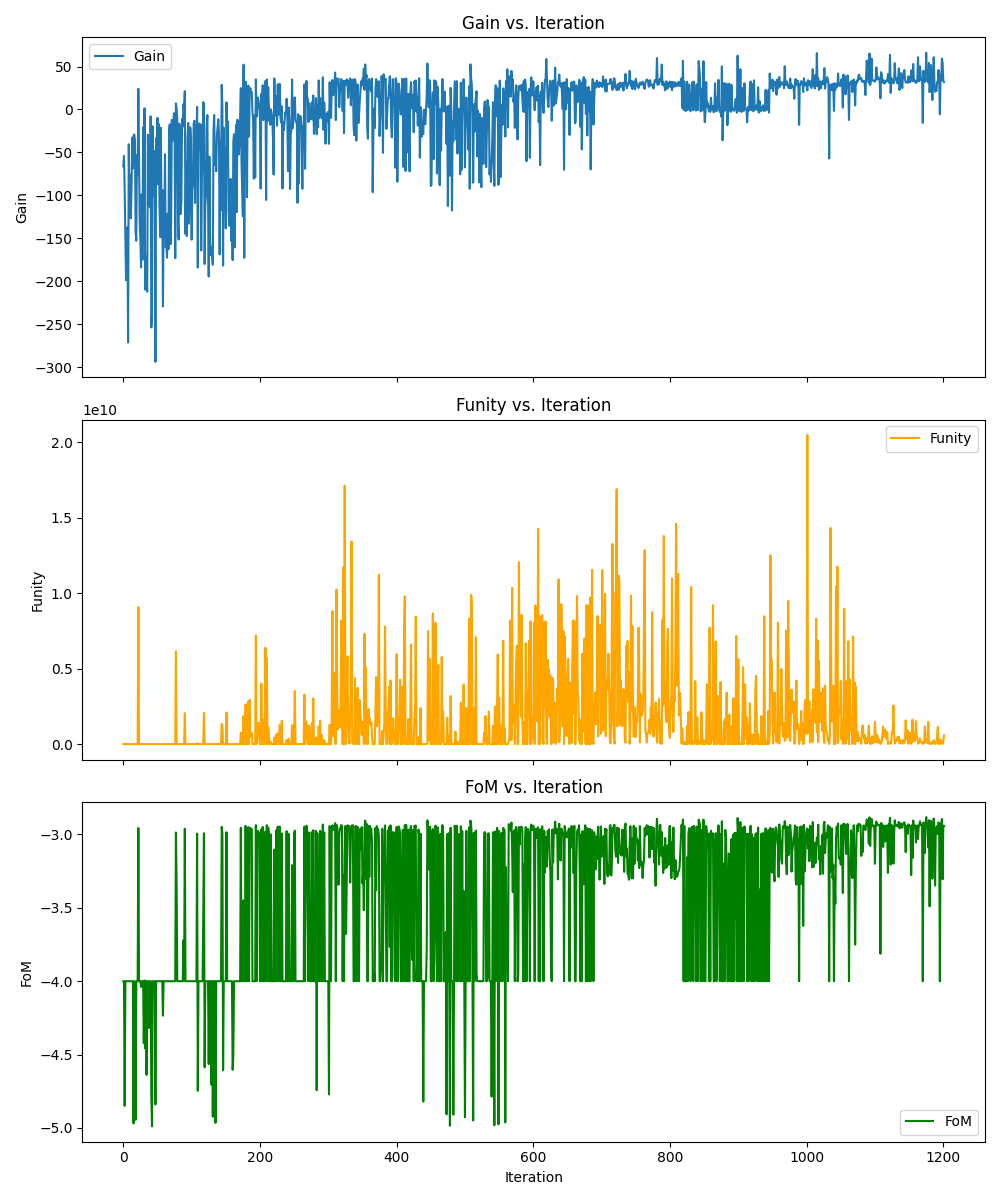 Gain vs. Iteration
Gain
50
0
−50
−100
−150
−200
−250
−300
Gain
Funity vs. Iteration
1e10
Funity
2.0
1.5
1.0
0.5
0.0
Funity
FoM vs. Iteration
−3.0
−3.5
−4.0
−4.5
−5.0
FoM
FoM
0 200 400 600 800 1000 1200
Iteration